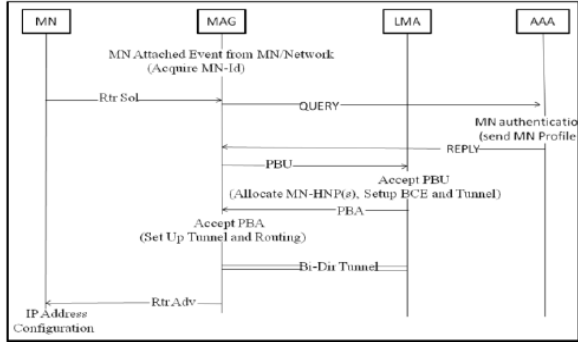 MN MAG LMA AAA
MN Attached Event from MN/Network
(Acquire MN-Id)
Rtr Sol
QUERY
MN authenticatio
(send MN Profile
REPLY
PBU
Accept PBU
(Allocate MN-HNP(s), Setup BCE and Tunnel)
PBA
Accept PBA
(Set Up Tunnel and Routing)
Bi-Dir Tunnel
Rtr Adv
IP Address
Configuration